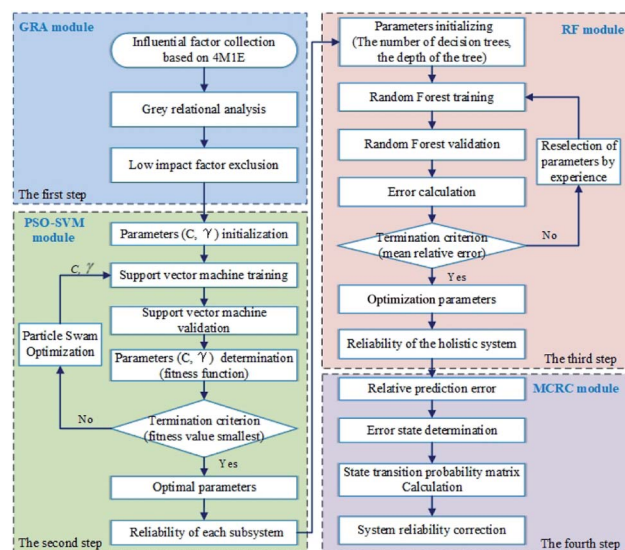 GRA module
Influential factor collection
based on 4M1E
Grey relational analysis
Low impact factor exclusion
The first step
PSO-SVM
module
Parameters (C, γ) initialization
C, γ
Support vector machine training
Support vector machine
validation
Particle Swam
Optimization
Parameters (C, γ) determination
(fitness function)
No
Termination criterion
(fitness value smallest)
Yes
Optimal parameters
Reliability of each subsystem
The second step
Parameters initializing
(The number of decision trees,
the depth of the tree)
RF module
Random Forest training
Random Forest validation
Reselection of
parameters by
experience
Error calculation
Termination criterion
(mean relative error)
No
Yes
Optimization parameters
Reliability of the holistic system
The third step
Relative prediction error
MCRC module
Error state determination
State transition probability matrix
Calculation
System reliability correction
The fourth step